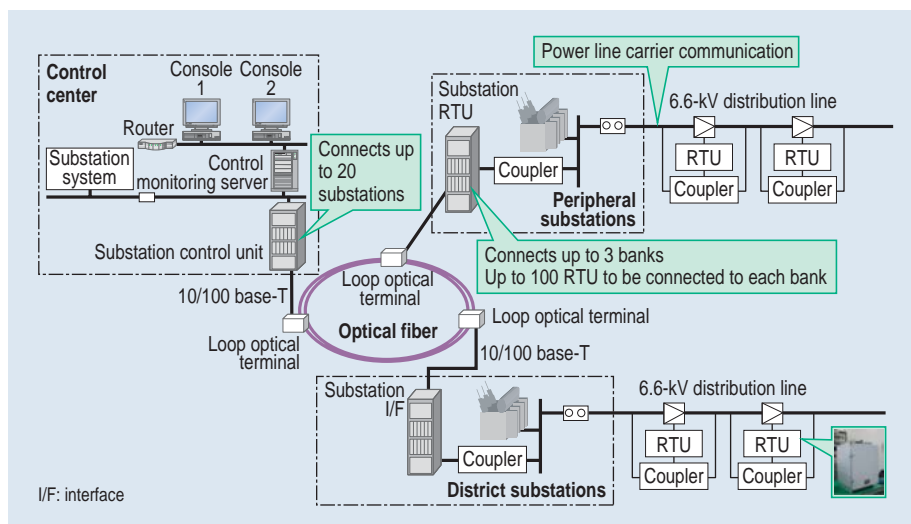 Control
center
Console
1
Console
2
Router
Substation
system
Control
monitoring server
Substation control unit
Connects up
to 20
substations
10/100 base-T
Loop optical
terminal
Loop optical
terminal
Optical fiber
Loop optical terminal
10/100 base-T
Power line carrier communication
Substation
RTU
Coupler
Peripheral
substations
6.6-kV distribution line
RTU
Coupler
RTU
Coupler
Connects up to 3 banks
Up to 100 RTU to be connected to each bank
Substation
I/F
Coupler
District substations
6.6-kV distribution line
RTU
Coupler
RTU
Coupler
I/F: interface